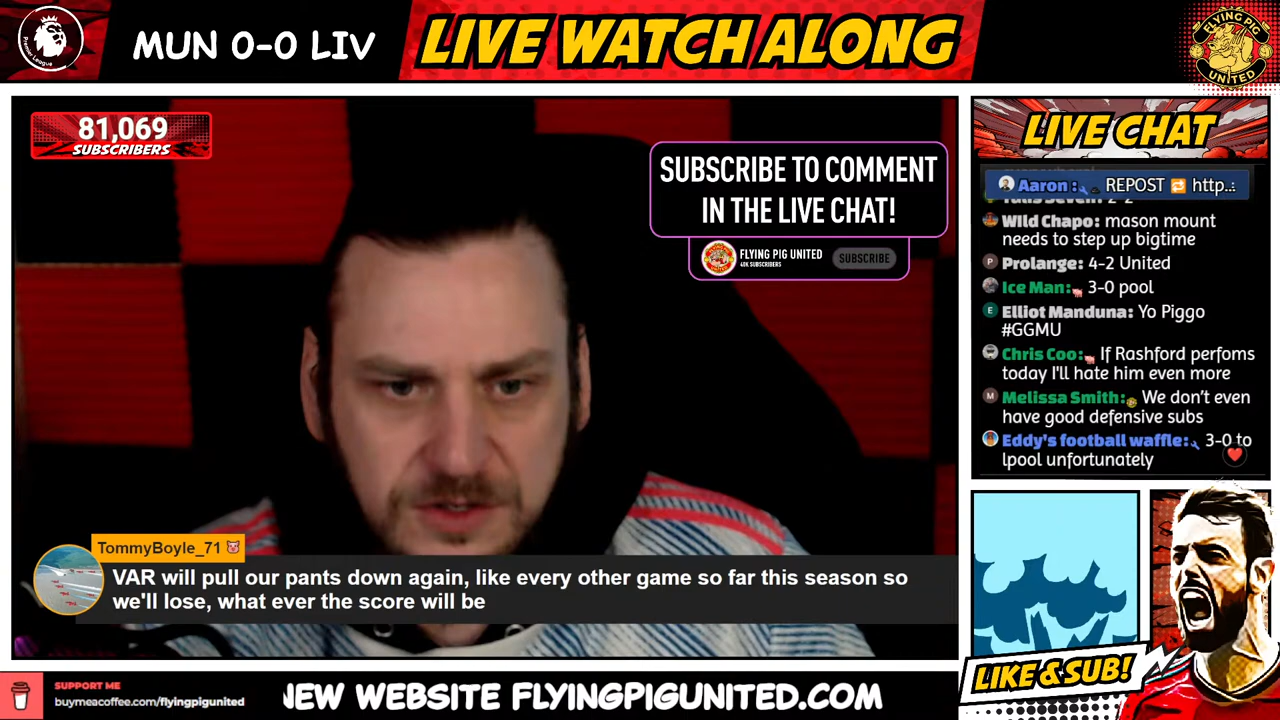 Premier League
MUN 0-0 LIV
LIVE WATCH ALONG
FLYING PIG
UNITED
81,069
SUBSCRIBERS
SUBSCRIBE TO COMMENT
IN THE LIVE CHAT!
FLYING PIG UNITED
SUBSCRIBE
LIVE CHAT
Aaron : REPOST http..:
2-2
Wild Chapo: mason mount
needs to step up bigtime
Prolange: 4-2 United
Ice Man: 3-0 pool
Elliot Manduna: Yo Piggo
#GGMU
Chris Coo: If Rashford perfoms
today I'll hate him even more
Melissa Smith: We don't even
have good defensive subs
Eddy's football waffle: 3-0 to
lpool unfortunately
TommyBoyle_71
VAR will pull our pants down again, like every other game so far this season so
we'll lose, what ever the score will be
LIKE & SUB!
SUPPORT ME
buymeacoffee.com/flyingpigunited
NEW WEBSITE FLYINGPIGUNITED.COM